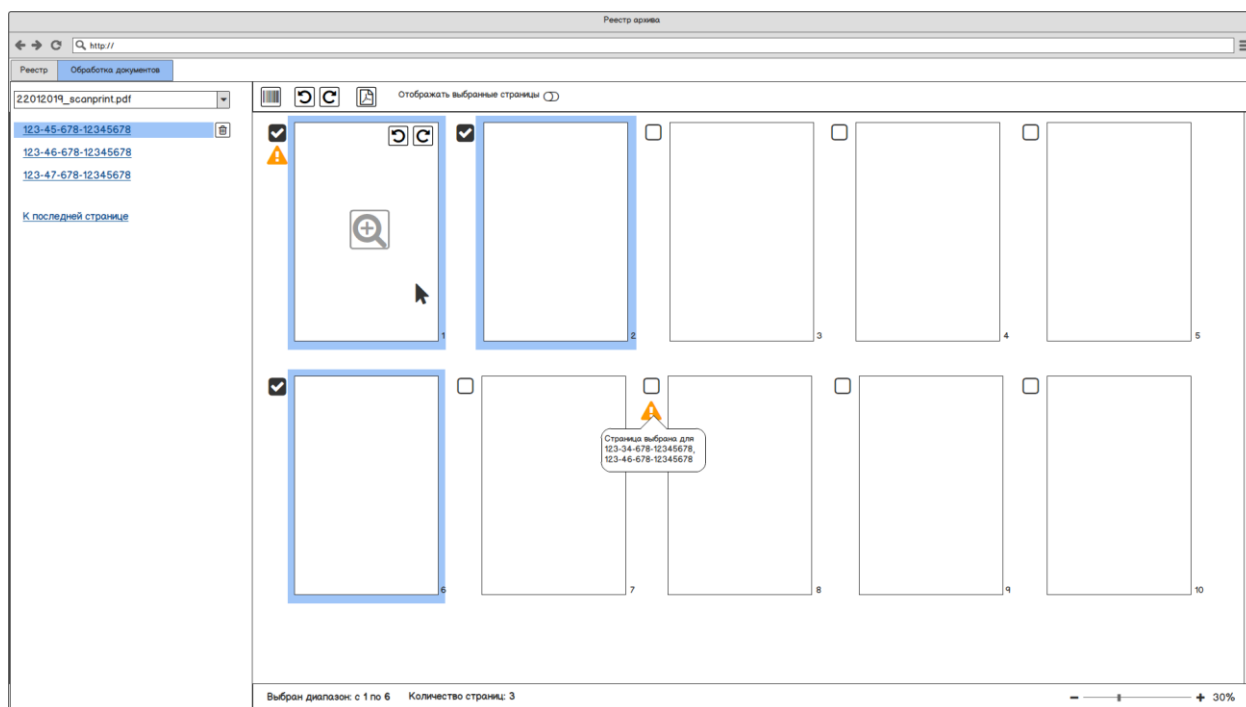 Реестр архива
http://
Реестр
Обработка документов
22012019_scanprint.pdf
Отображать выбранные страницы
123-45-678-12345678
123-46-678-12345678
123-47-678-12345678
К последней странице
1
2
3
4
5
Страница выбрана для
123-34-678-12345678,
123-46-678-12345678
6
7
8
9
10
Выбран диапазон: с 1 по 6
Количество страниц: 3
30%